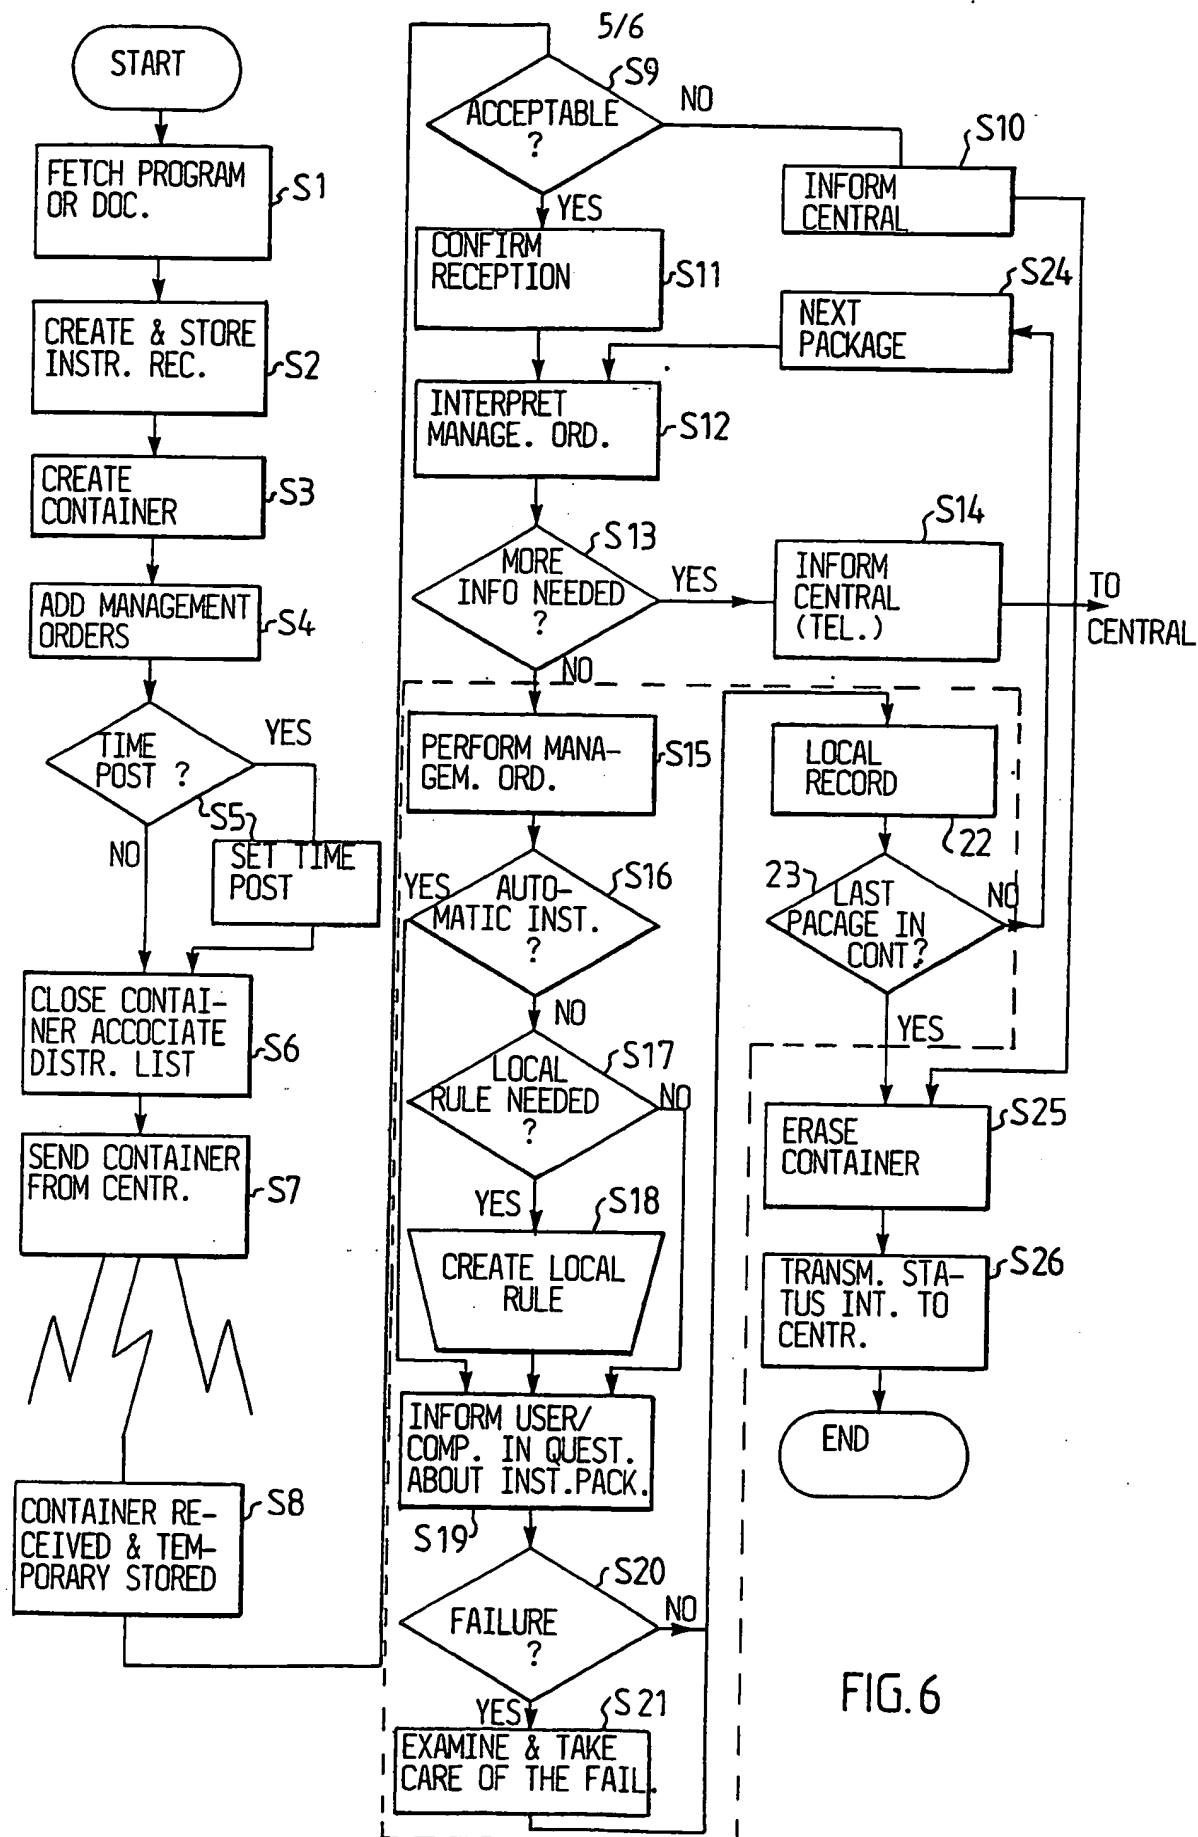 5/6
START
FETCH PROGRAM
OR DOC.
S1
CREATE & STORE
INSTR. REC.
S2
CREATE
CONTAINER
S3
ADD MANAGEMENT
ORDERS
S4
TIME
POST ?
YES
S5
NO
SET TIME
POST
CLOSE CONTAI-
NER ACCOCIATE
DISTR. LIST
S6
SEND CONTAINER
FROM CENTR.
S7
CONTAINER RE-
CEIVED & TEM-
PORARY STORED
S8
ACCEPTABLE
?
S9
NO
YES
INFORM
CENTRAL
S10
CONFIRM
RECEPTION
S11
NEXT
PACKAGE
S24
INTERPRET
MANAGE. ORD.
S12
MORE
INFO NEEDED
?
S13
YES
NO
INFORM
CENTRAL
(TEL.)
S14
TO
CENTRAL
PERFORM MANA-
GEM. ORD.
S15
YES
AUTO-
MATIC INST.
?
S16
NO
LOCAL
RULE NEEDED
?
S17
NO
YES
CREATE LOCAL
RULE
S18
INFORM USER/
COMP. IN QUEST.
ABOUT INST.PACK.
S19
FAILURE
?
S20
NO
YES
EXAMINE & TAKE
CARE OF THE FAIL.
S21
LOCAL
RECORD
22
23
LAST
PACAGE IN
CONT?
NO
YES
ERASE
CONTAINER
S25
TRANSM. STA-
TUS INT. TO
CENTR.
S26
END
FIG.6